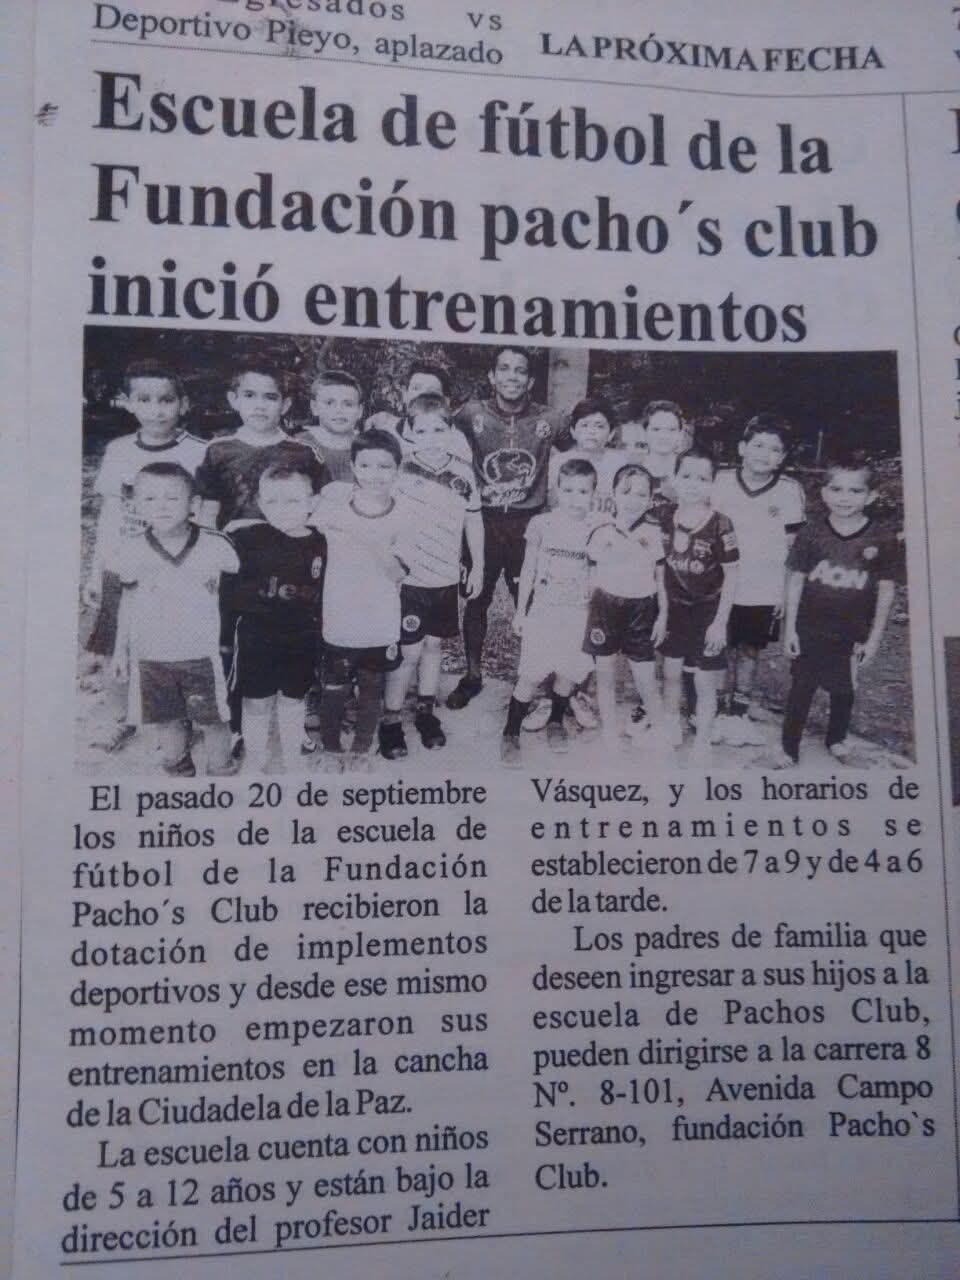 vs
Deportivo Pieyo, aplazado
LA PRÓXIMA FECHA
Escuela de fútbol de la
Fundación pacho´s club
inició entrenamientos
Jeep
POSTOBON
AON
El pasado 20 de septiembre
los niños de la escuela de
fútbol de la Fundación
Pacho´s Club recibieron la
dotación de implementos
deportivos y desde ese mismo
momento empezaron sus
entrenamientos en la cancha
de la Ciudadela de la Paz.
La escuela cuenta con niños
de 5 a 12 años y están bajo la
dirección del profesor Jaider
Vásquez, y los horarios de
entrenamientos se
establecieron de 7 a 9 y de 4 a 6
de la tarde.
Los padres de familia que
deseen ingresar a sus hijos a la
escuela de Pachos Club,
pueden dirigirse a la carrera 8
Nº. 8-101, Avenida Campo
Serrano, fundación Pacho`s
Club.